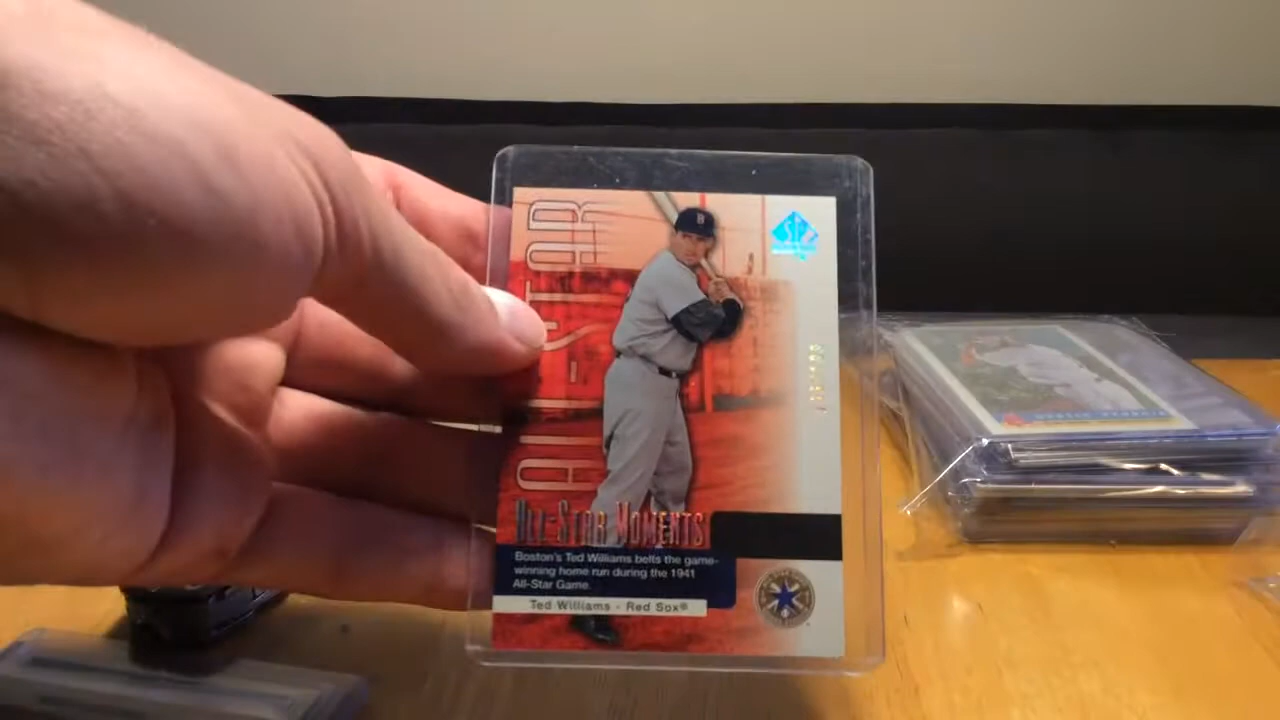 ALL-STAR
B
SP
All-Star Moments
Boston's Ted Williams belts the game-
winning home run during the 1941
All-Star Game.
Ted Williams - Red Sox®